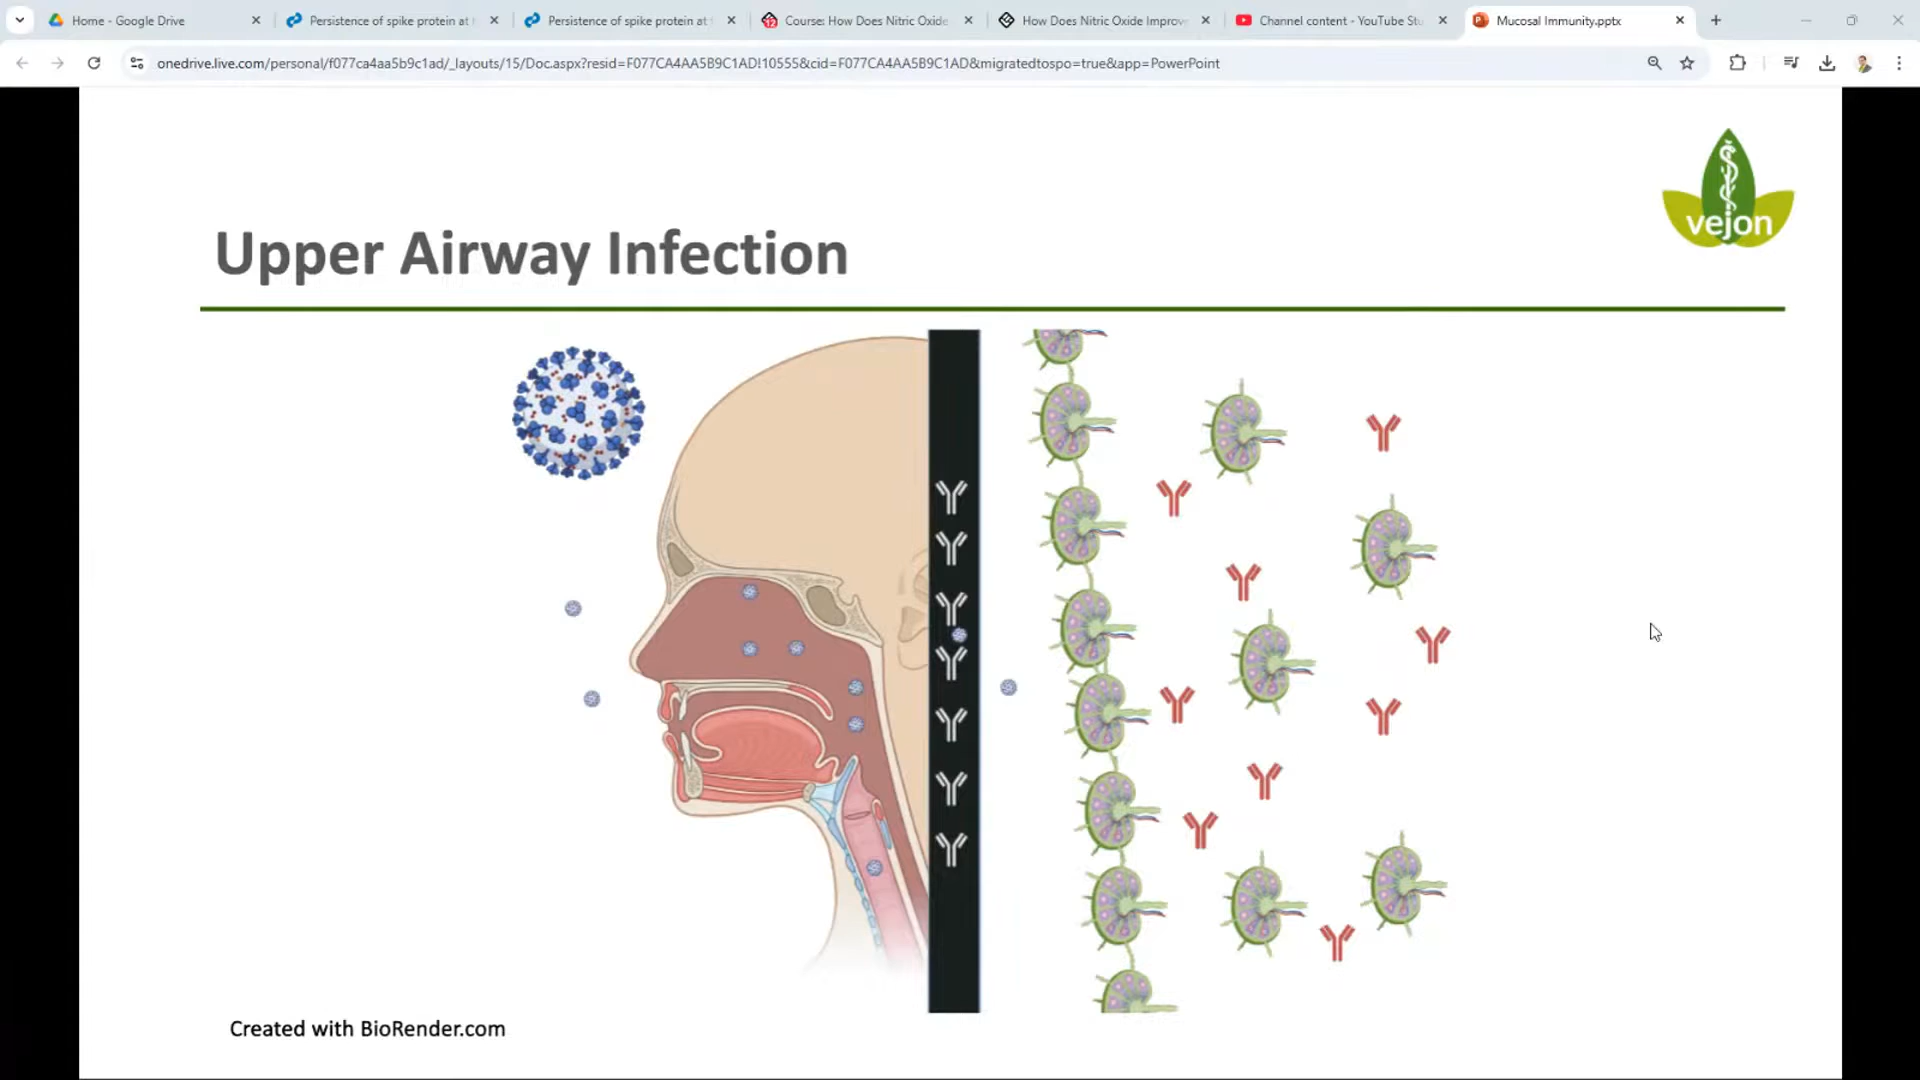 Home - Google Drive
Persistence of spike protein at
Persistence of spike protein at
Course: How Does Nitric Oxide
How Does Nitric Oxide Improv
Channel content - YouTube Stu
Mucosal Immunity.pptx
onedrive.live.com/personal/f077ca4aa5b9c1ad/_layouts/15/Doc.aspx?resid=F077CA4AA5B9C1AD!10555&cid=F077CA4AA5B9C1AD&migratedtospo=true&app=PowerPoint
vejon
Upper Airway Infection
Created with BioRender.com